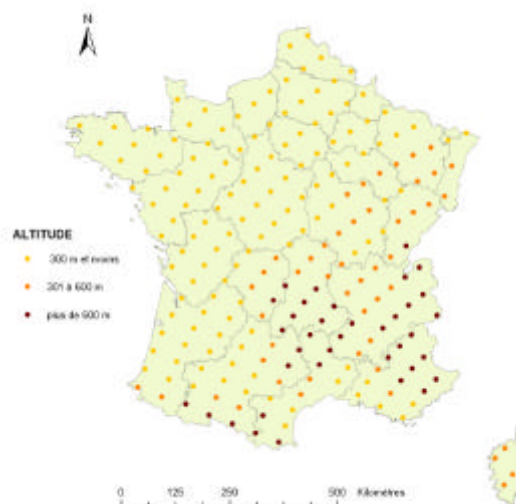 N
ALTITUDE
300 m et moins
301 à 600 m
plus de 600 m
0 125 250 500 Kilomètres